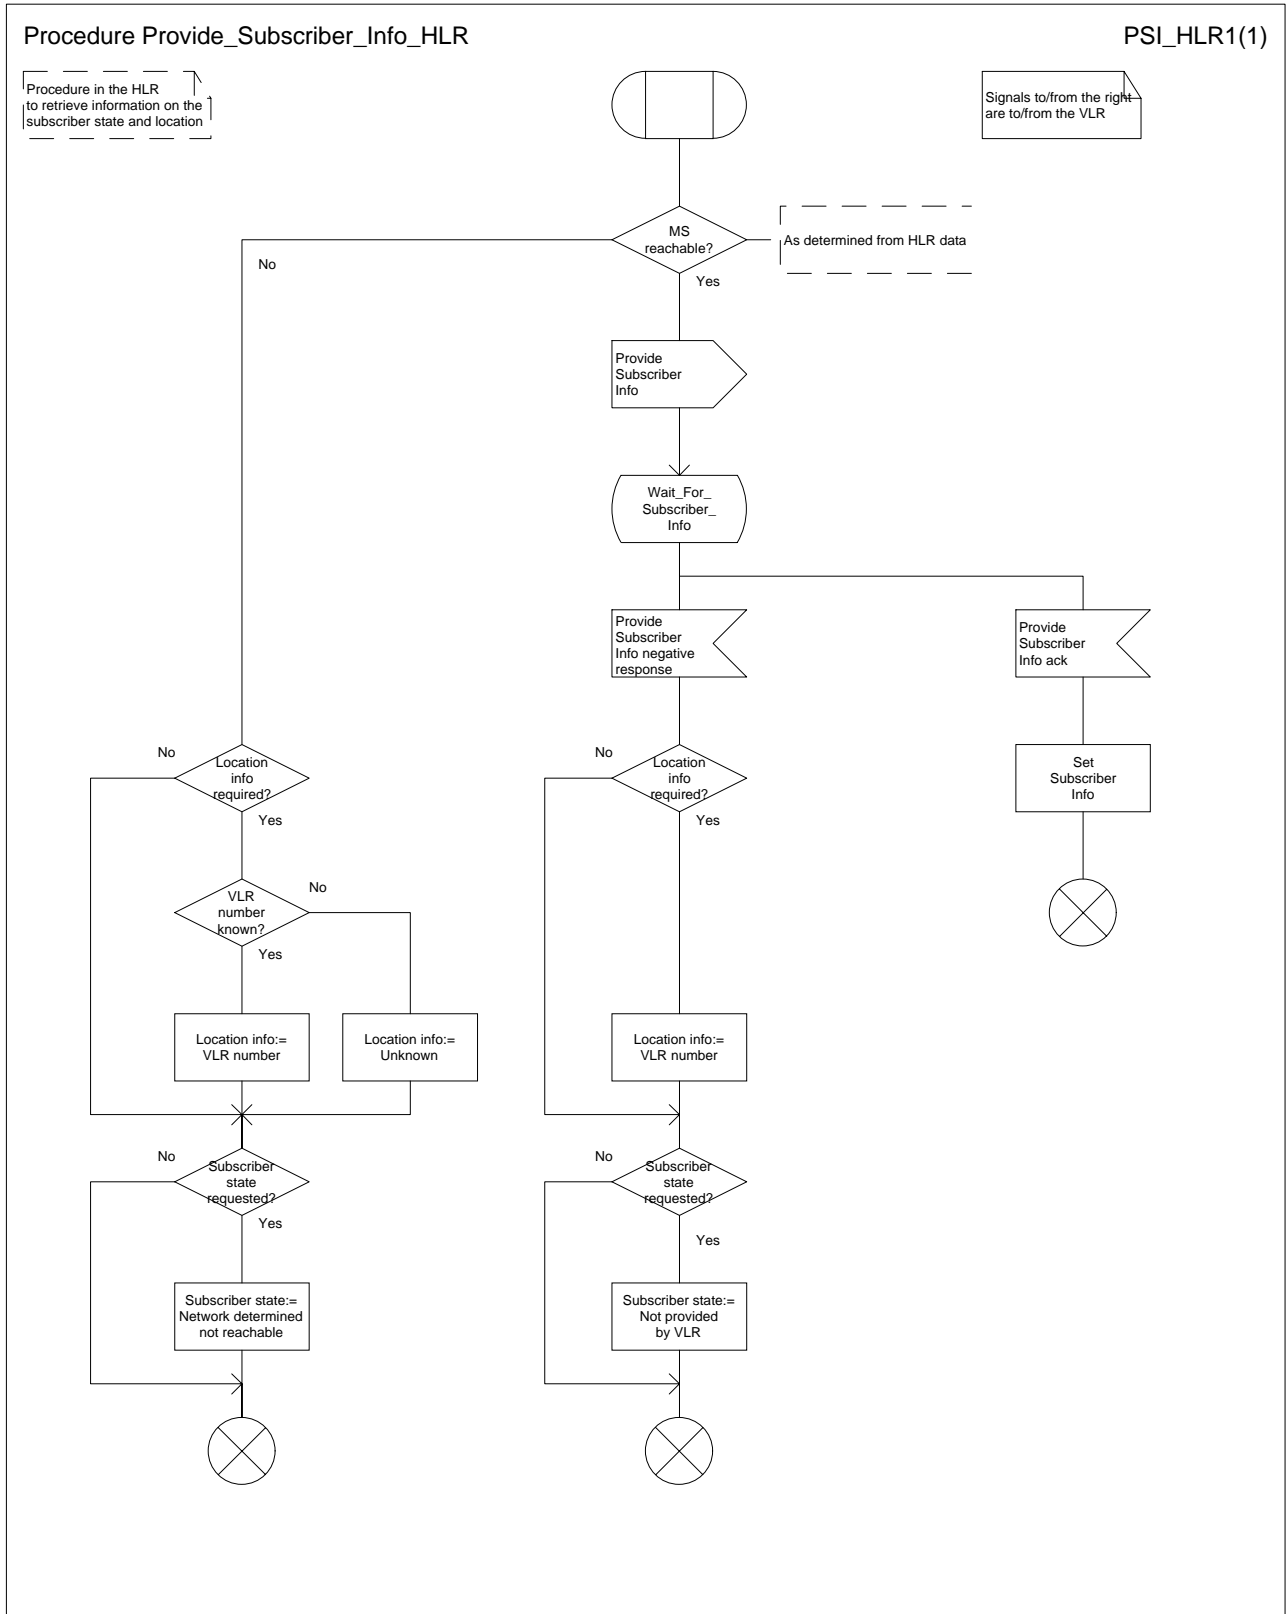 Procedure Provide_Subscriber_Info_HLR
PSI_HLR1(1)
Procedure in the HLR
to retrieve information on the
subscriber state and location
Signals to/from the right
are to/from the VLR
MS
reachable?
As determined from HLR data
No
Yes
Provide
Subscriber
Info
Wait_For_
Subscriber_
Info
Provide
Subscriber
Info negative
response
Provide
Subscriber
Info ack
No
Location
info
required?
Yes
No
Location
info
required?
Yes
Set
Subscriber
Info
VLR
number
known?
No
Yes
Location info:=
VLR number
Location info:=
Unknown
Location info:=
VLR number
No
Subscriber
state
requested?
Yes
No
Subscriber
state
requested?
Yes
Subscriber state:=
Network determined
not reachable
Subscriber state:=
Not provided
by VLR